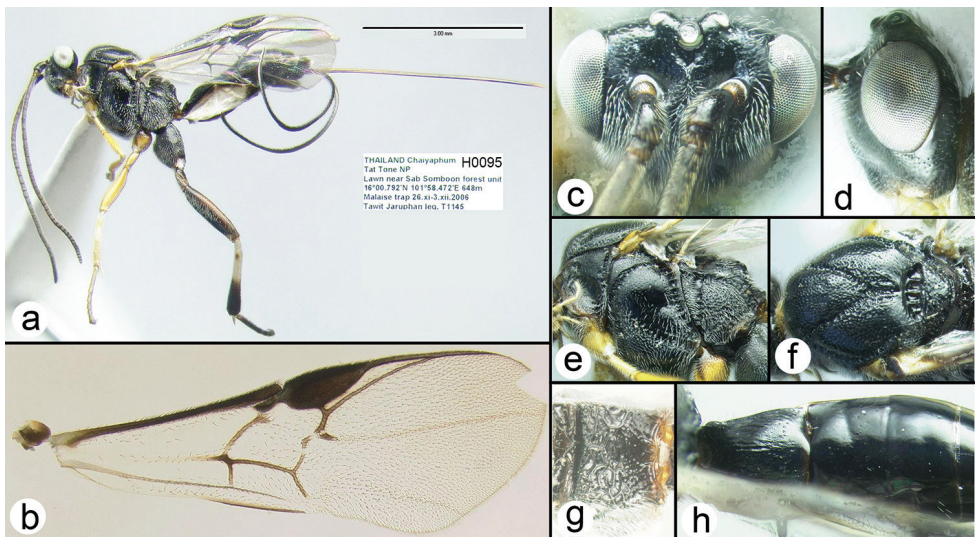 3.00 mm
THAILAND Chaiyaphum H0095
Tat Tone NP
Lawn near Sab Somboon forest unit
16°00.792'N 101°58.472'E 648m
Malaise trap 26.xi-3.xii.2006
Tawit Jaruphan leg. T1145
a
b
c
d
e
f
g
h